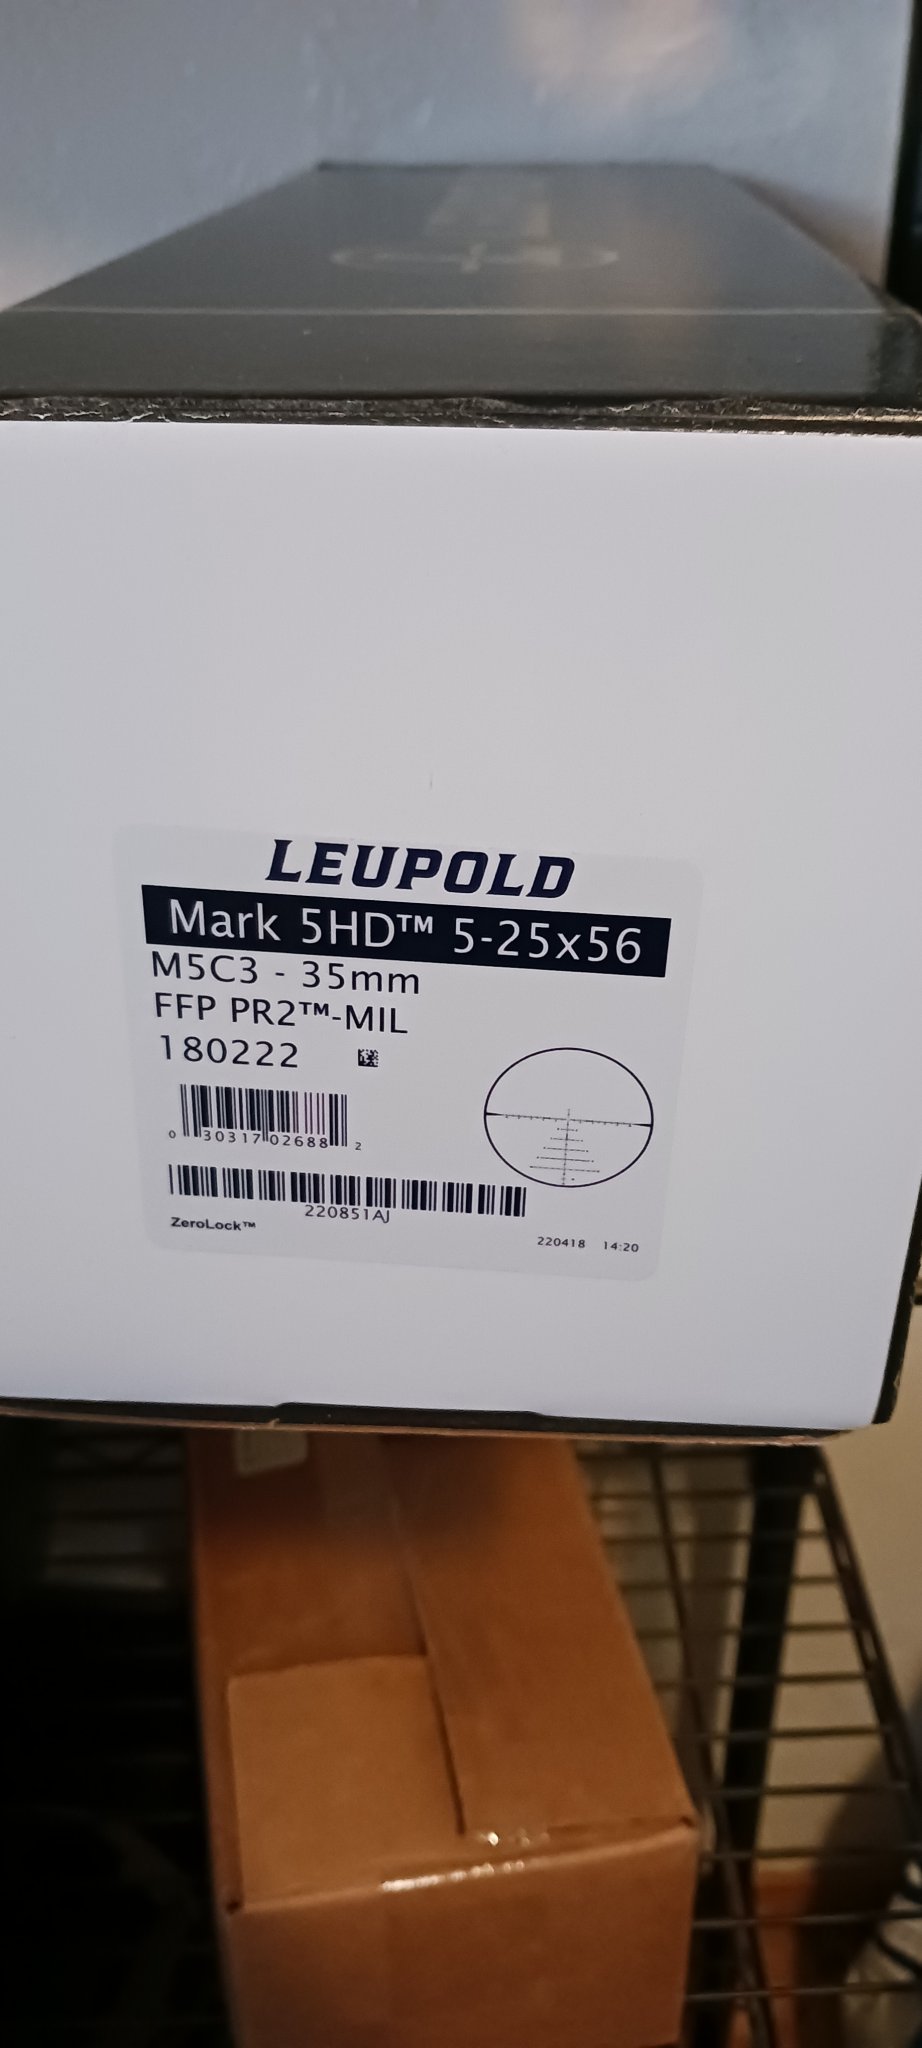 LEUPOLD
Mark 5HD™ 5-25x56
M5C3 - 35mm
FFP PR2™-MIL
180222
0 30317 02688 2
220851AJ
ZeroLock™
220418 14:20